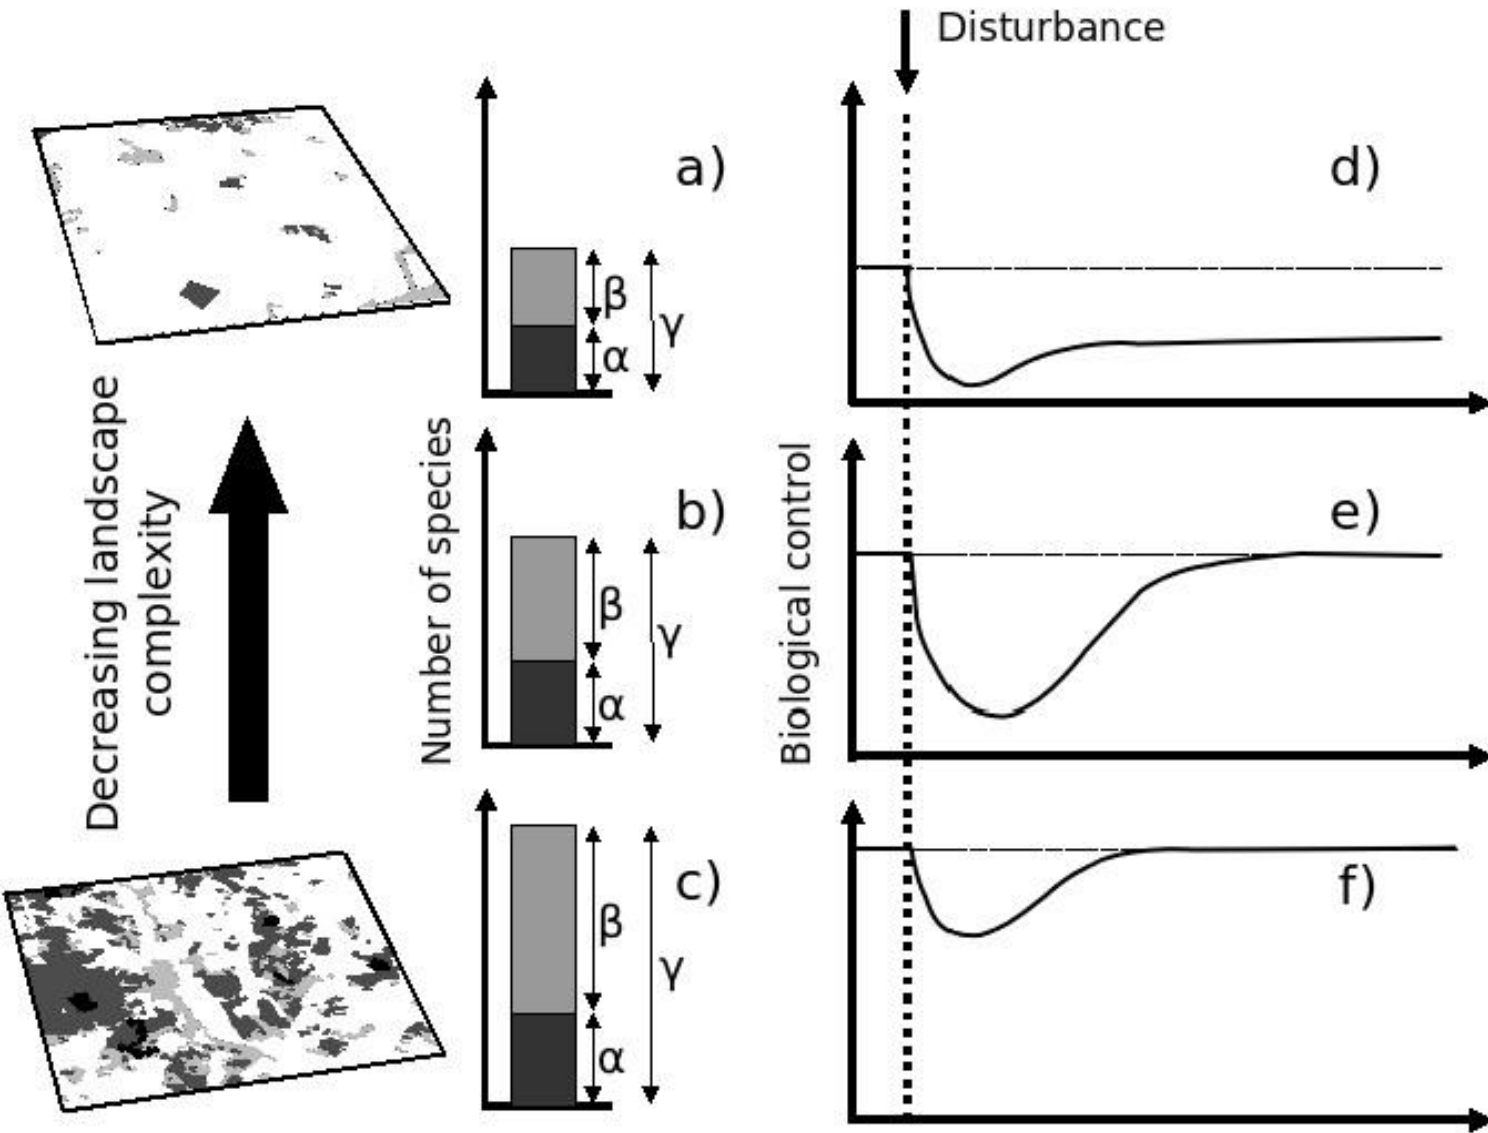 Disturbance
a)
β
α
γ
d)
Decreasing landscape
complexity
Number of species
b)
β
α
γ
Biological control
e)
c)
β
α
γ
f)